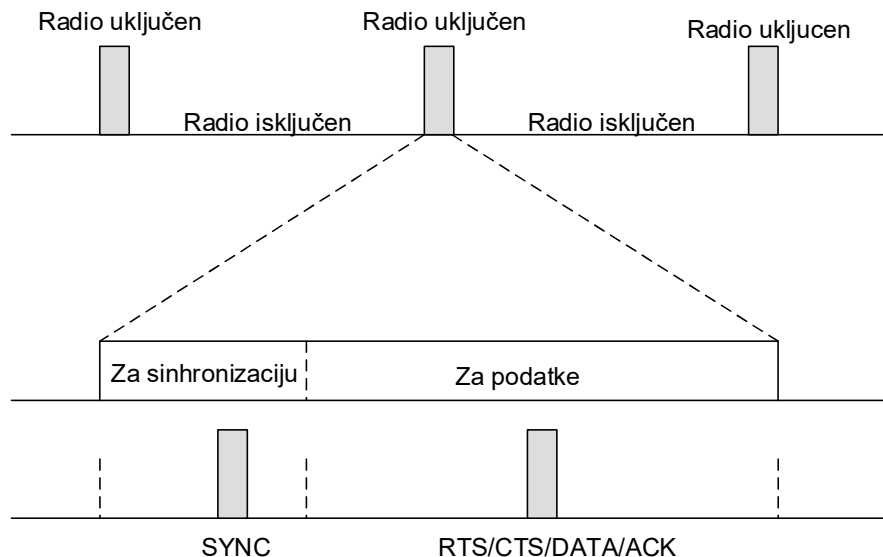 Radio uključen
Radio uključen
Radio ukljucen
Radio isključen
Radio isključen
Za sinhronizaciju
Za podatke
SYNC
RTS/CTS/DATA/ACK